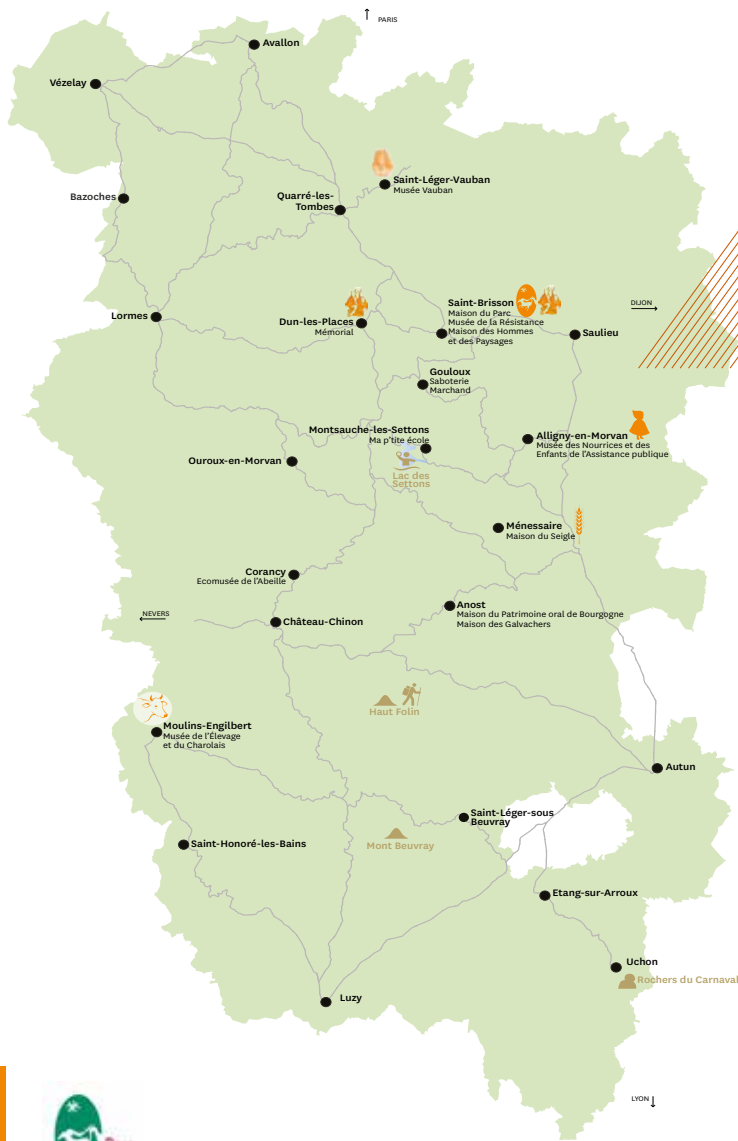 PARIS
Avallon
Vézelay
Saint-Léger-Vauban
Musée Vauban
Bazoches
Quarré-les-
Tombes
Saint-Brisson
Maison du Parc
Musée de la Résistance
Maison des Hommes
et des Paysages
DIJON
Lormes
Dun-les-Places
Mémorial
Saulieu
Gouloux
Saboterie
Marchand
Montsauche-les-Settons
Ma p'tite école
Alligny-en-Morvan
Musée des Nourrices et des
Enfants de l'Assistance publique
Ouroux-en-Morvan
Lac des
Settons
Ménessaire
Maison du Seigle
Corancy
Ecomusée de l'Abeille
Anost
Maison du Patrimoine oral de Bourgogne
Maison des Galvachers
NEVERS
Château-Chinon
Haut Folin
Moulins-Engilbert
Musée de l'Élevage
et du Charolais
Autun
Saint-Léger-sous
Beuvray
Mont Beuvray
Saint-Honoré-les-Bains
Etang-sur-Arroux
Uchon
Rochers du Carnaval
Luzy
LYON